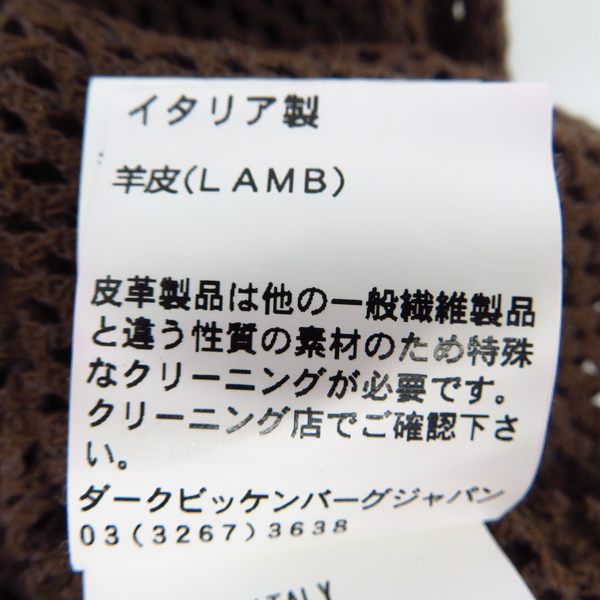 イタリア製
羊皮(LAMB)
皮革製品は他の一般繊維製品
と違う性質の素材のため特殊
なクリーニングが必要です。
クリーニング店でご確認下さ
い。
ダークビッケンバーグジャパン
03(3267)3638
ITALY